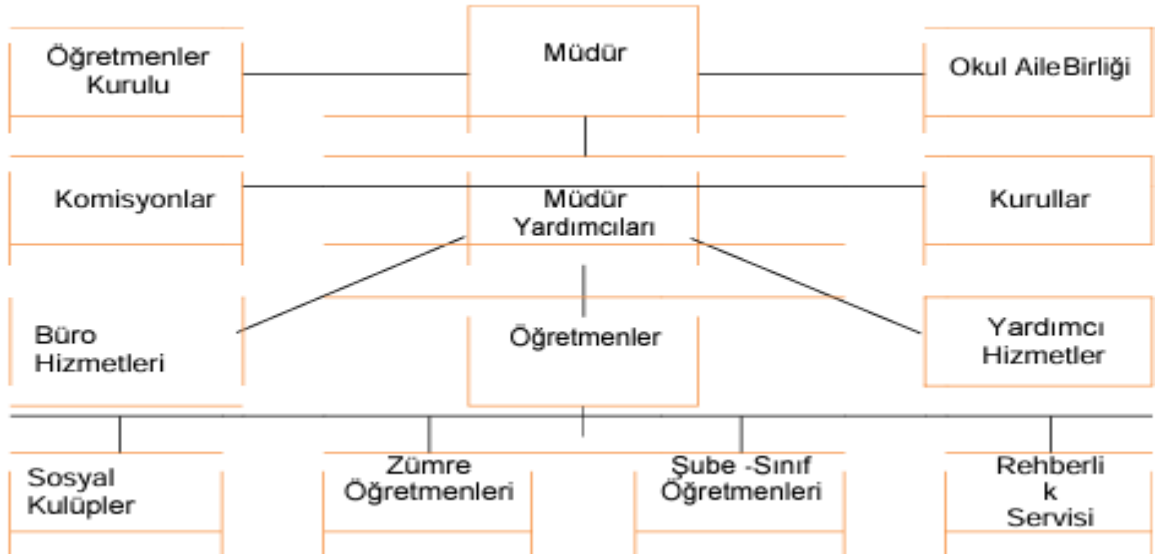 Öğretmenler
Kurulu
Müdür
Okul Aile Birliği
Komisyonlar
Müdür
Yardımcıları
Kurullar
Büro
Hizmetleri
Öğretmenler
Yardımcı
Hizmetler
Sosyal
Kulüpler
Zümre
Öğretmenleri
Şube -Sınıf
Öğretmenleri
Rehberli
k
Servisi